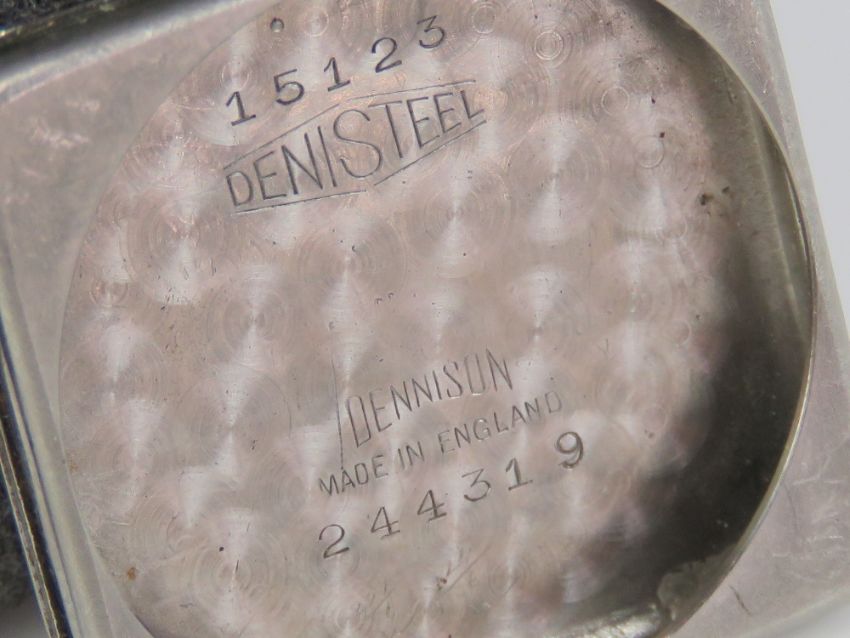 15123
DENISTEEL
DENNISON
MADE IN ENGLAND
244319